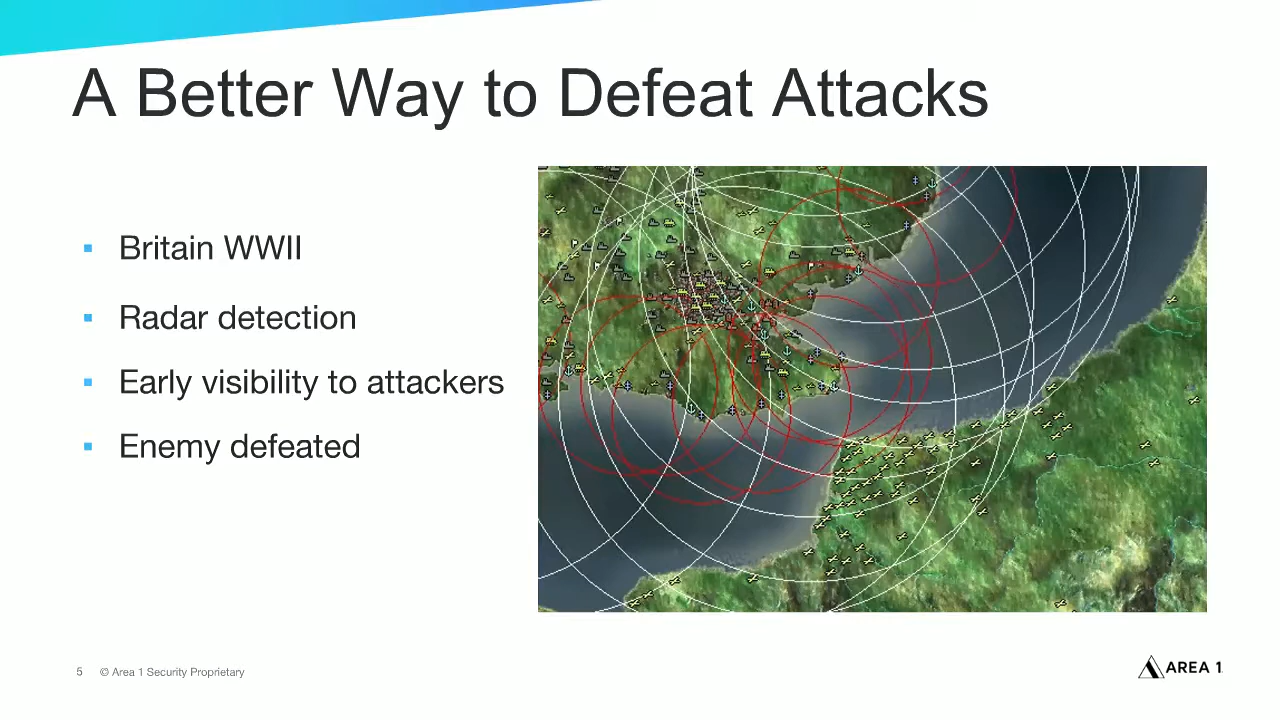 A Better Way to Defeat Attacks
▪ Britain WWII
▪ Radar detection
▪ Early visibility to attackers
▪ Enemy defeated
5 © Area 1 Security Proprietary
AREA 1